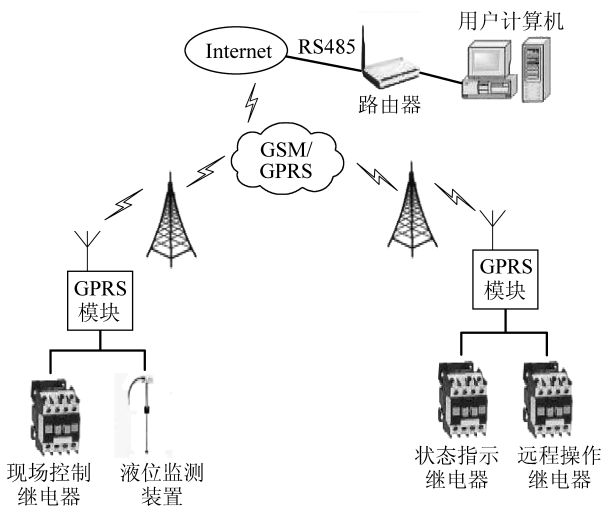 用户计算机
Internet
RS485
路由器
GSM/
GPRS
GPRS
模块
GPRS
模块
现场控制
继电器
液位监测
装置
状态指示
继电器
远程操作
继电器